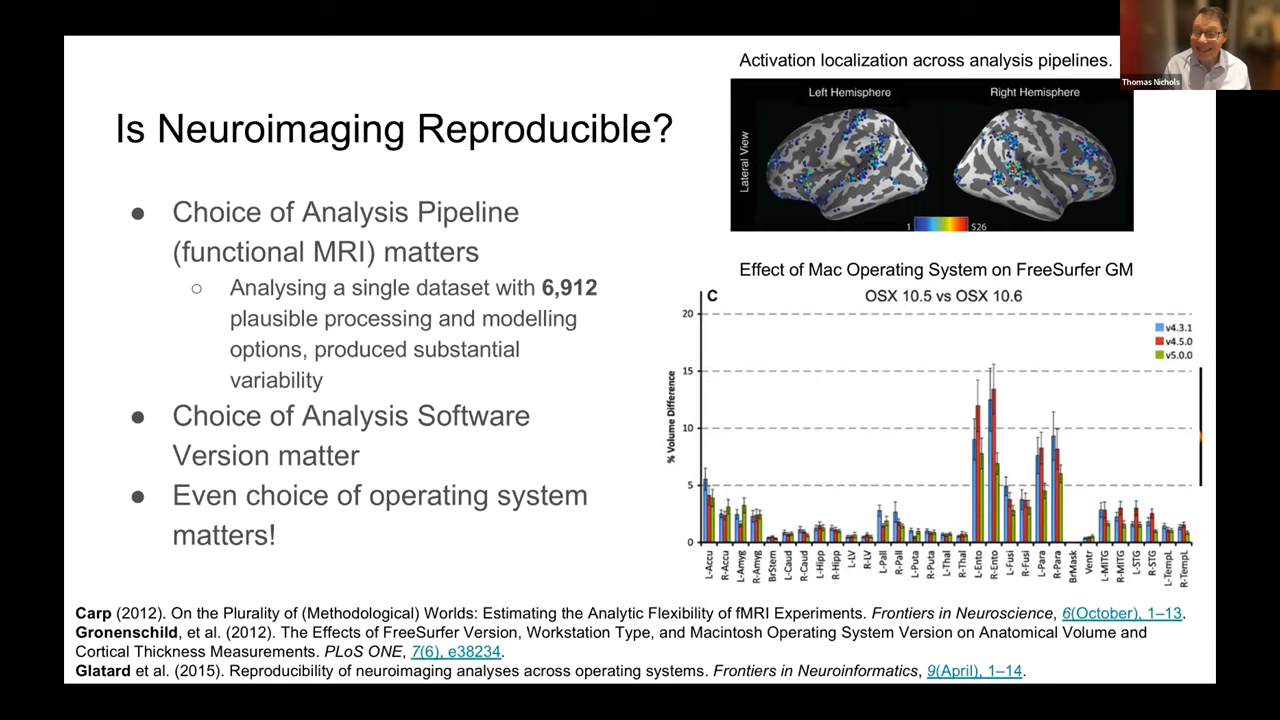 Activation localization across analysis pipelines.
Thomas Nichols
Left Hemisphere
Right Hemisphere
Lateral View
1
526
Is Neuroimaging Reproducible?
● Choice of Analysis Pipeline
(functional MRI) matters
○ Analysing a single dataset with 6,912
plausible processing and modelling
options, produced substantial
variability
● Choice of Analysis Software
Version matter
● Even choice of operating system
matters!
Effect of Mac Operating System on FreeSurfer GM
C
OSX 10.5 vs OSX 10.6
v4.3.1
v4.5.0
v5.0.0
% Volume Difference
20
15
10
5
0
L-Accu
R-Accu
L-Amyg
R-Amyg
BrStem
L-Caud
R-Caud
L-Hipp
R-Hipp
L-LV
R-LV
L-Pall
R-Pall
L-Puta
R-Puta
L-Thal
R-Thal
L-Ento
R-Ento
L-Fusi
R-Fusi
L-Para
R-Para
BrMask
Ventr
L-MITG
R-MITG
L-STG
R-STG
L-TempL
R-TempL
Carp (2012). On the Plurality of (Methodological) Worlds: Estimating the Analytic Flexibility of fMRI Experiments. Frontiers in Neuroscience, 6(October), 1–13.
Gronenschild, et al. (2012). The Effects of FreeSurfer Version, Workstation Type, and Macintosh Operating System Version on Anatomical Volume and
Cortical Thickness Measurements. PLoS ONE, 7(6), e38234.
Glatard et al. (2015). Reproducibility of neuroimaging analyses across operating systems. Frontiers in Neuroinformatics, 9(April), 1–14.